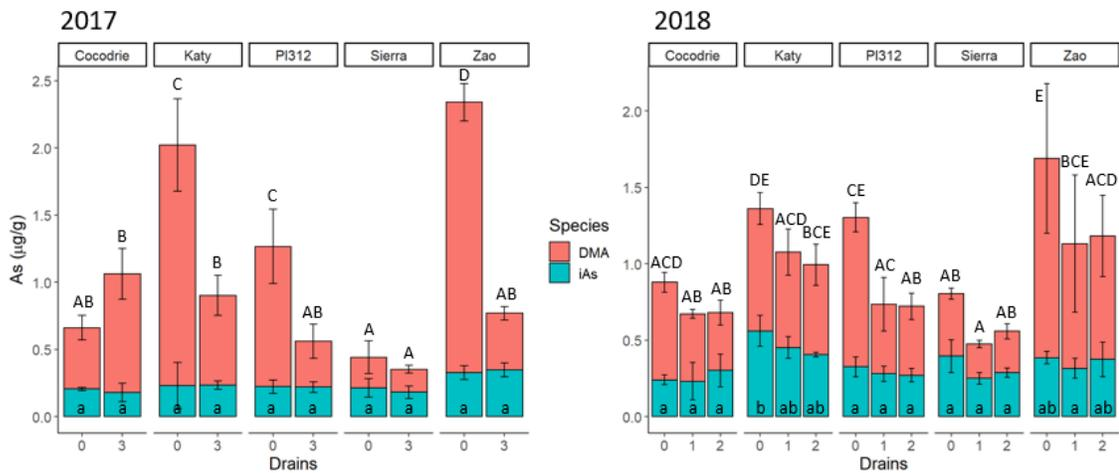 2017
Cocodrie Katy PI312 Sierra Zao
As (µg/g)
2.5
2.0
1.5
1.0
0.5
0.0
AB B C B C AB A A D AB
a a a a a a a a a a
0 3 0 3 0 3 0 3 0 3
Drains
Species
DMA
iAs
2018
Cocodrie Katy PI312 Sierra Zao
2.0
1.5
1.0
0.5
0.0
ACD AB AB DE ACD BCE CE AC AB AB A AB E BCE ACD
a a a b ab ab a a a a a a ab a ab
0 1 2 0 1 2 0 1 2 0 1 2 0 1 2
Drains